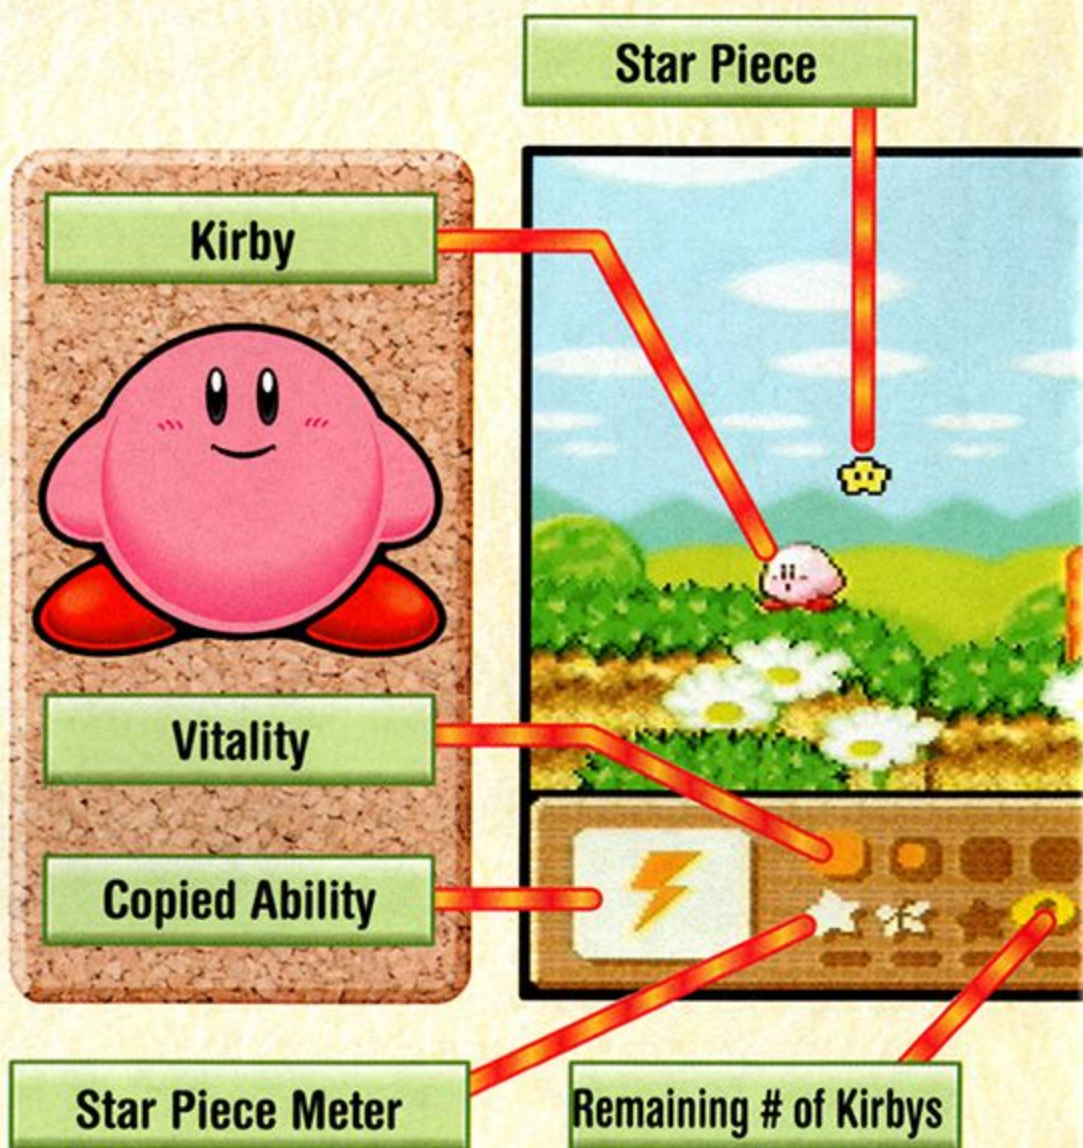 Star Piece
Kirby
Vitality
Copied Ability
Star Piece Meter
Remaining # of Kirbys